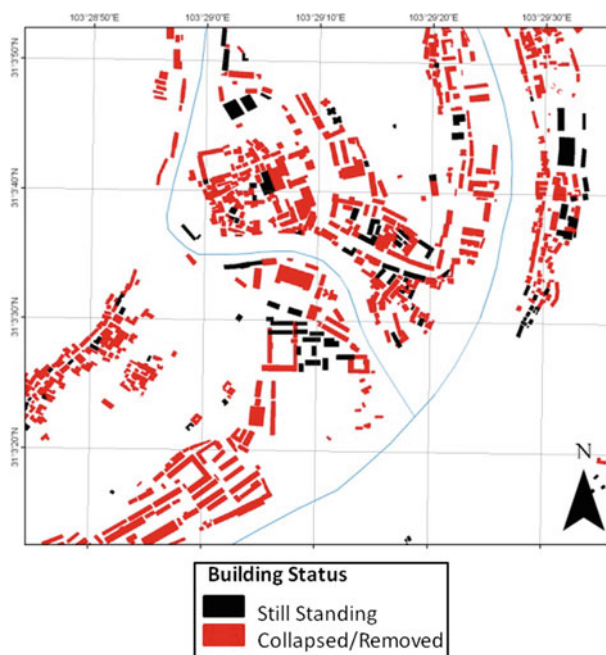 103°28'50"E 103°29'0"E 103°29'10"E 103°29'20"E 103°29'30"E
31°3'50"N
31°3'40"N
31°3'30"N
31°3'20"N
N
Building Status
Still Standing
Collapsed/Removed